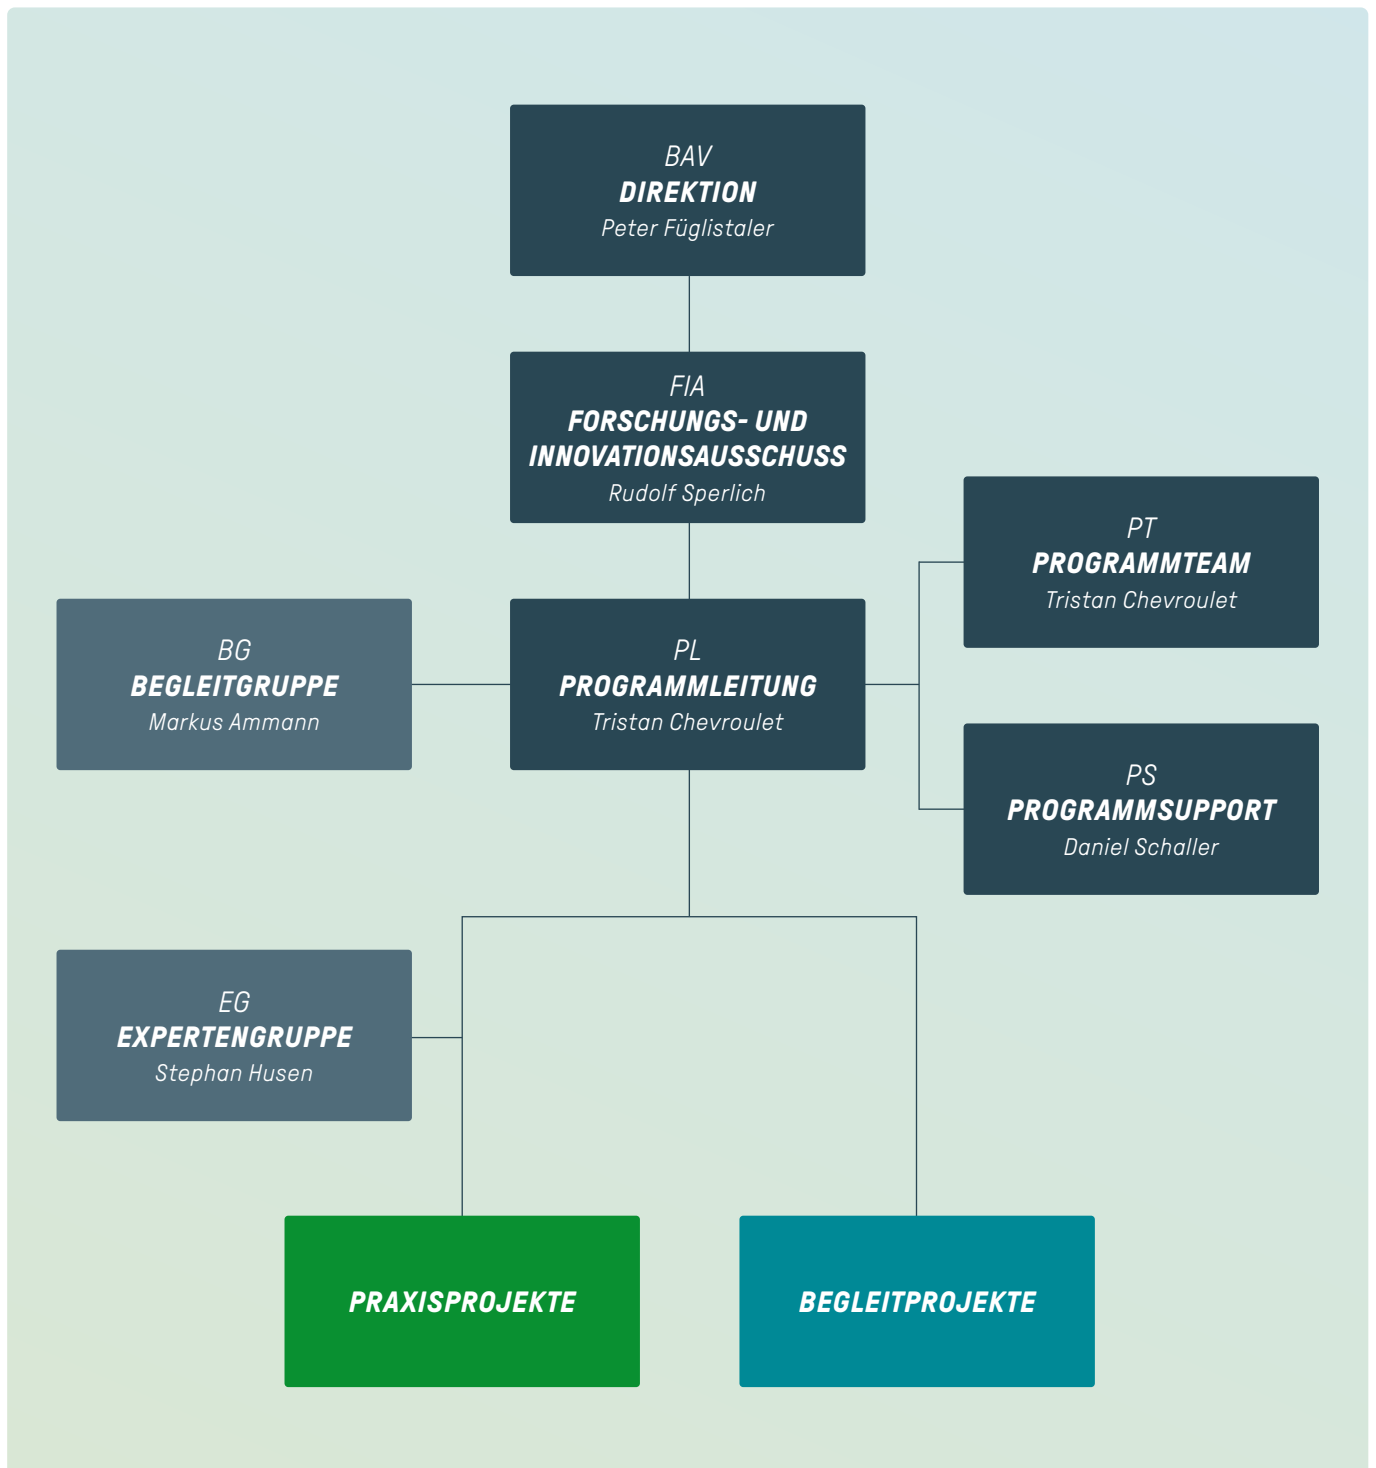 BAV
DIREKTION
Peter Füglistaler
FIA
FORSCHUNGS- UND
INNOVATIONSAUSSCHUSS
Rudolf Sperlich
PT
PROGRAMMTEAM
Tristan Chevroulet
BG
BEGLEITGRUPPE
Markus Ammann
PL
PROGRAMMLEITUNG
Tristan Chevroulet
PS
PROGRAMMSUPPORT
Daniel Schaller
EG
EXPERTENGRUPPE
Stephan Husen
PRAXISPROJEKTE
BEGLEITPROJEKTE